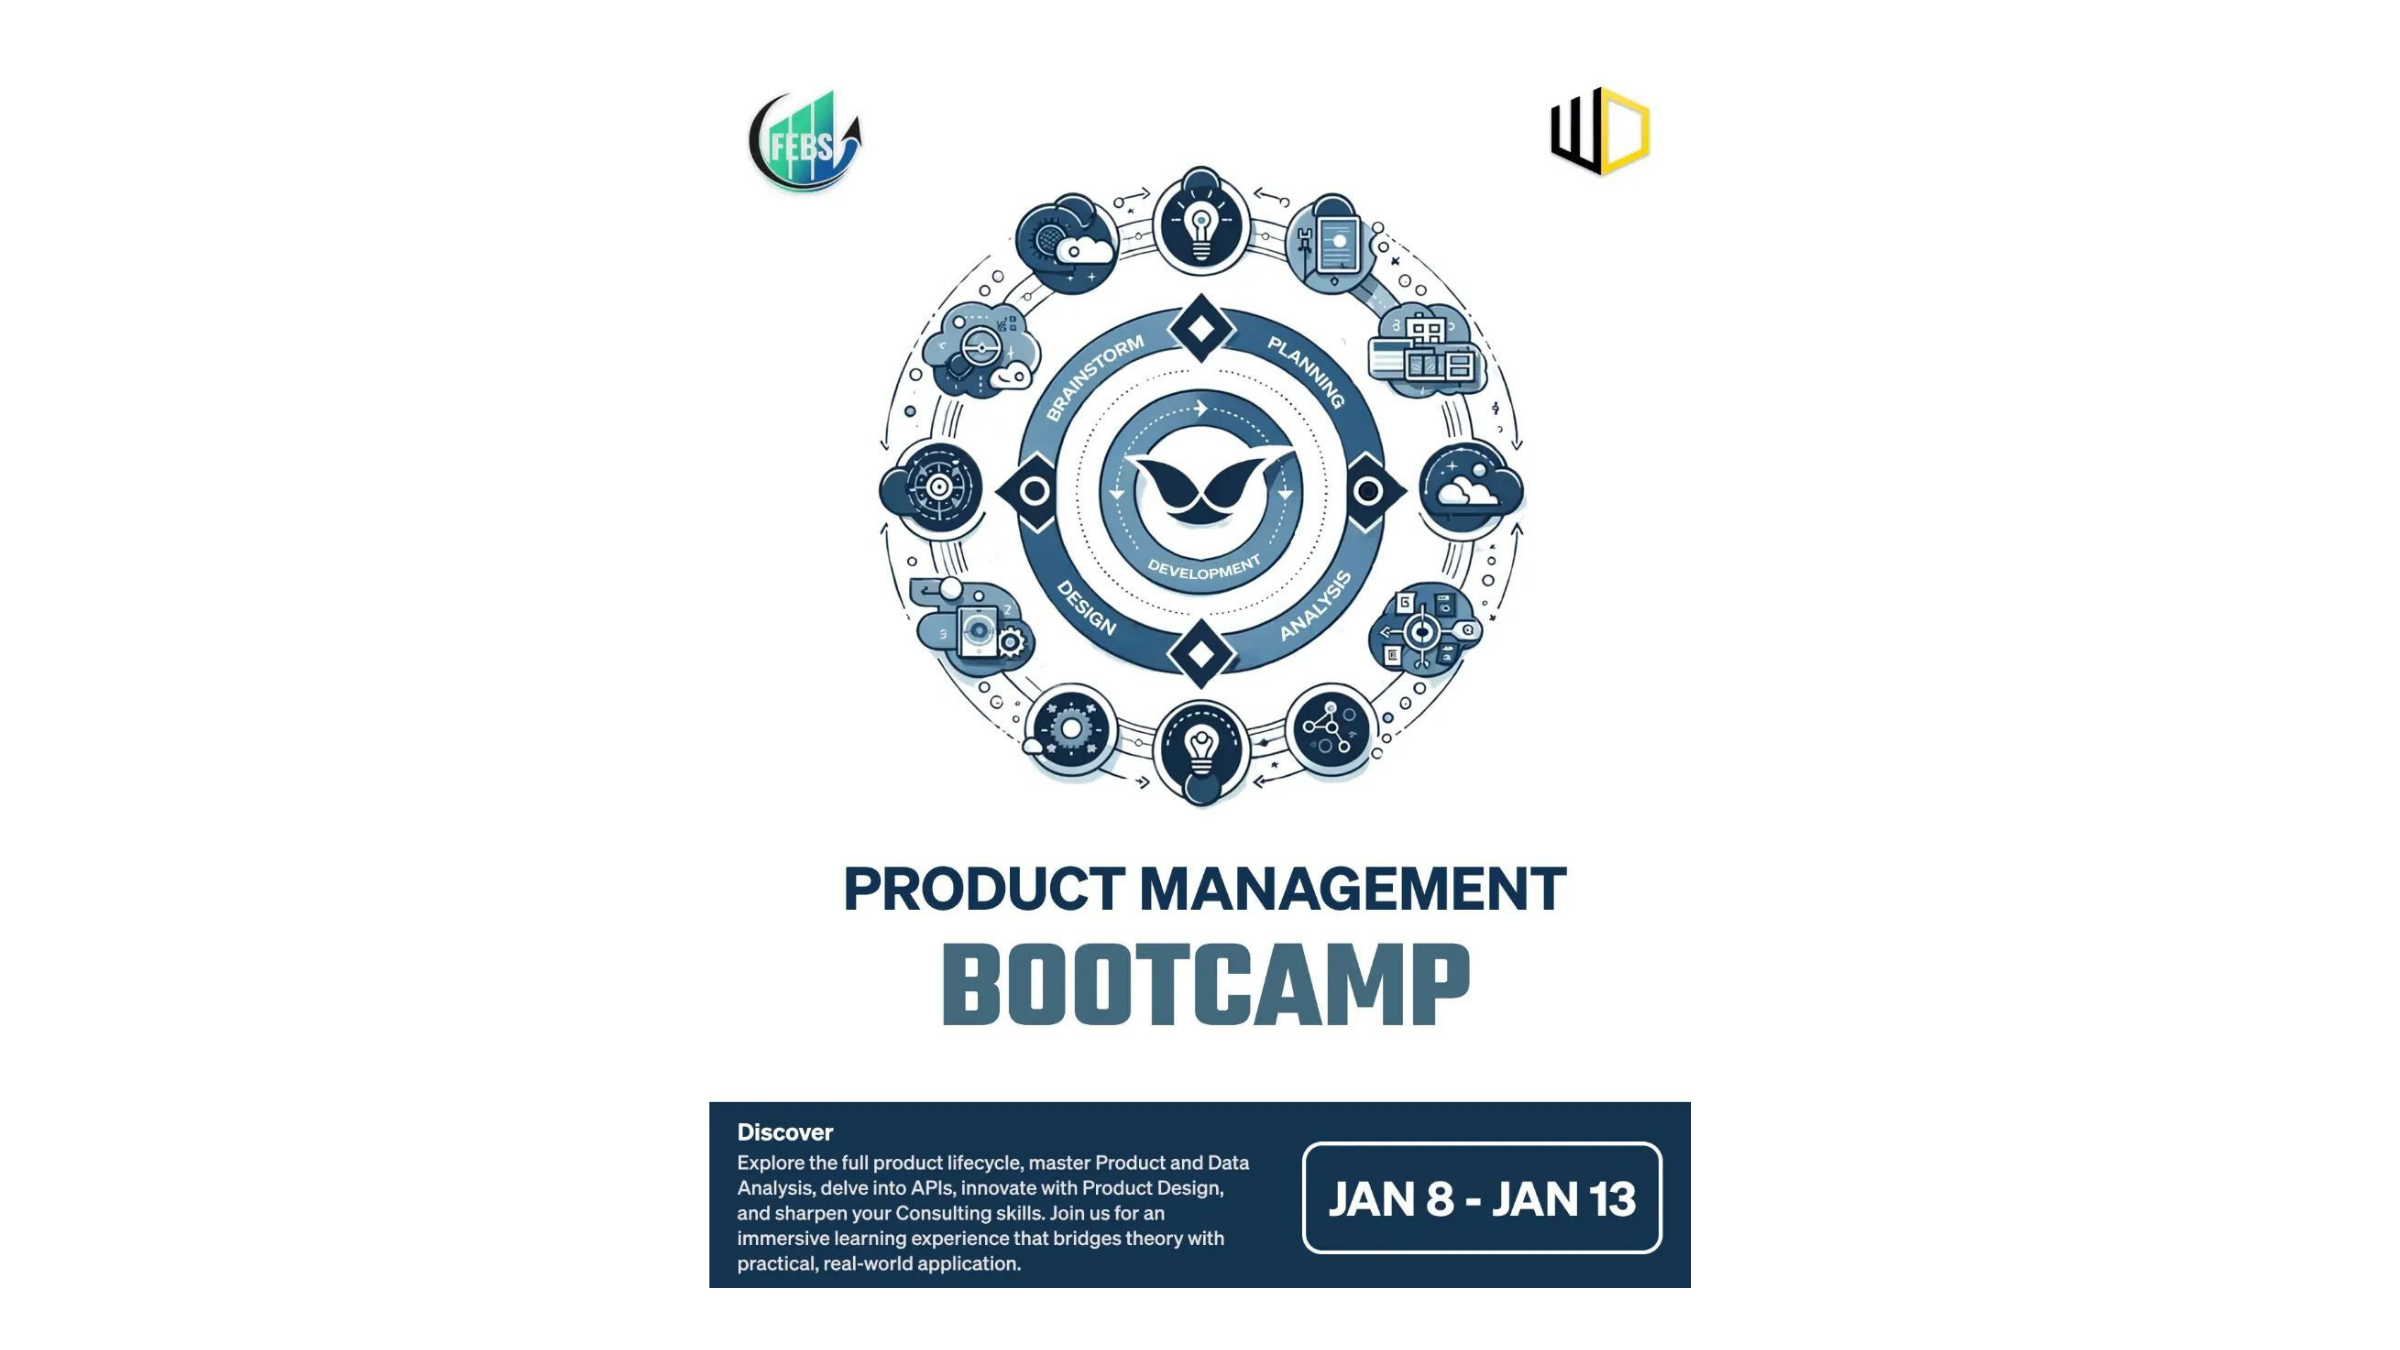 FEBS
BRAINSTORM
PLANNING
DEVELOPMENT
DESIGN
ANALYSIS
PRODUCT MANAGEMENT
BOOTCAMP
Discover
Explore the full product lifecycle, master Product and Data
Analysis, delve into APIs, innovate with Product Design,
and sharpen your Consulting skills. Join us for an
immersive learning experience that bridges theory with
practical, real-world application.
JAN 8 - JAN 13